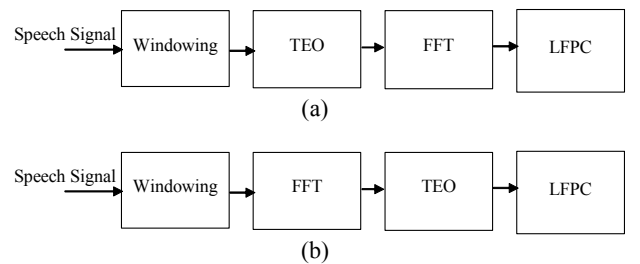 Speech Signal
Windowing
TEO
FFT
LFPC
(a)
Speech Signal
Windowing
FFT
TEO
LFPC
(b)